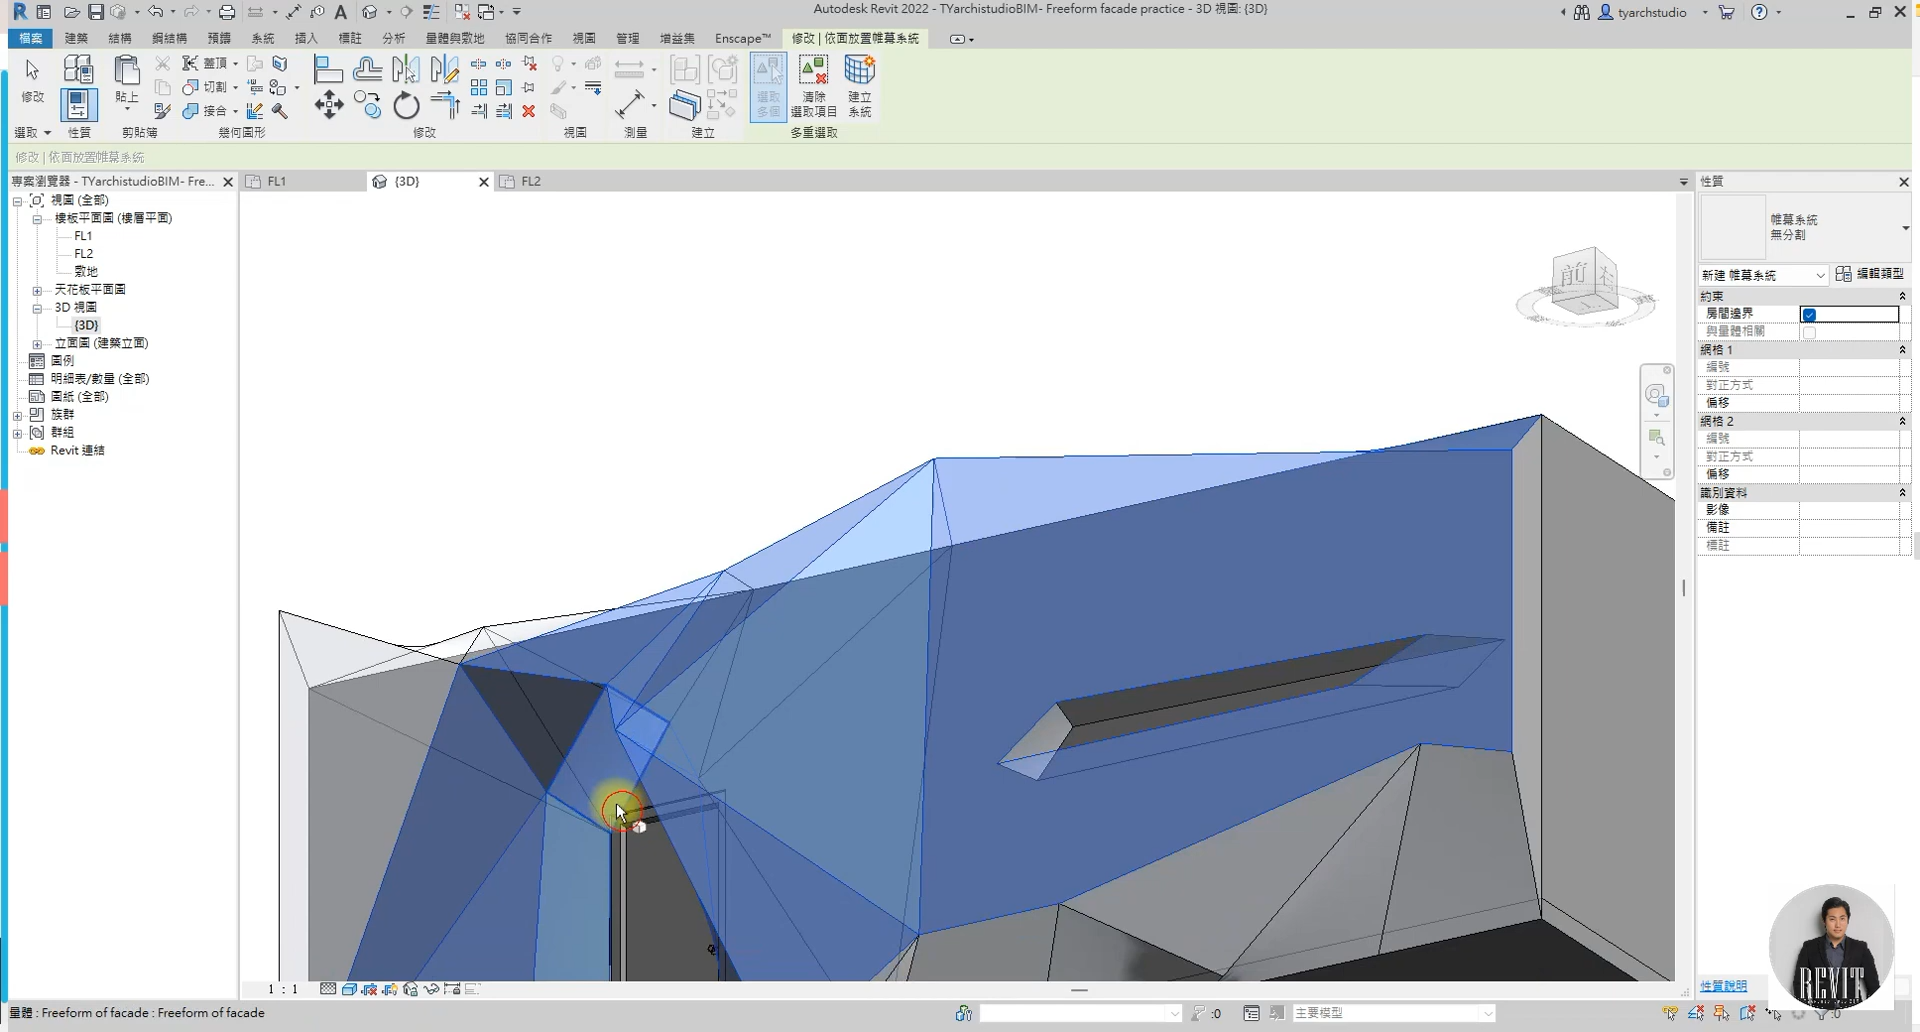 Autodesk Revit 2022 - TYarchistudioBIM- Freeform facade practice - 3D 視圖: {3D}
tyarchstudio
檔案 建築 結構 鋼結構 預鑄 系統 插入 標註 分析 量體與敷地 協同合作 視圖 管理 增益集 Enscape™ 修改 | 依面放置帷幕系統
修改 貼上 蓋頂 切割 接合 選取多個 清除選取項目 建立系統
選取 性質 剪貼簿 幾何圖形 修改 視圖 測量 建立 多重選取
修改 | 依面放置帷幕系統
專案瀏覽器 - TYarchistudioBIM- Fre...
FL1 {3D} FL2
視圖 (全部)
樓板平面圖 (樓層平面)
FL1
FL2
敷地
天花板平面圖
3D 視圖
{3D}
立面圖 (建築立面)
圖例
明細表/數量 (全部)
圖紙 (全部)
族群
群組
Revit 連結
前
性質
帷幕系統
無分割
新建 帷幕系統 編輯類型
約束
房間邊界
與量體相關
網格 1
編號
對正方式
偏移
網格 2
編號
對正方式
偏移
識別資料
影像
備註
標註
性質說明
REVIT
1 : 1
量體 : Freeform of facade : Freeform of facade
:0
主要模型
:0